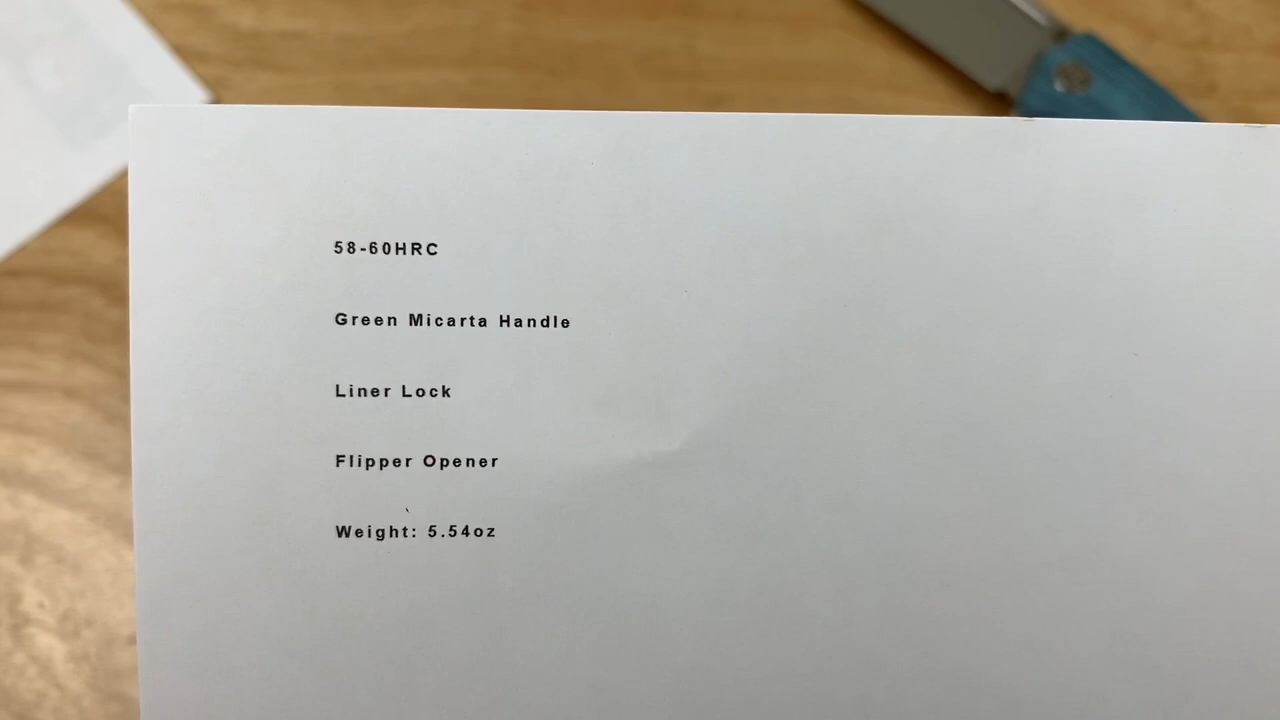 58-60HRC
Green Micarta Handle
Liner Lock
Flipper Opener
Weight: 5.54oz